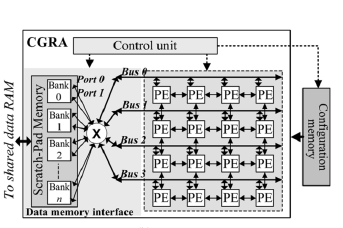 CGRA
Control unit
To shared data RAM
Scratch-Pad Memory
Bank
0
Bank
1
Bank
2
Bank
n
Port 0
Port 1
X
Bus 0
Bus 1
Bus 2
Bus 3
PE PE PE PE
PE PE PE PE
PE PE PE PE
PE PE PE PE
Configuration
memory
Data memory interface